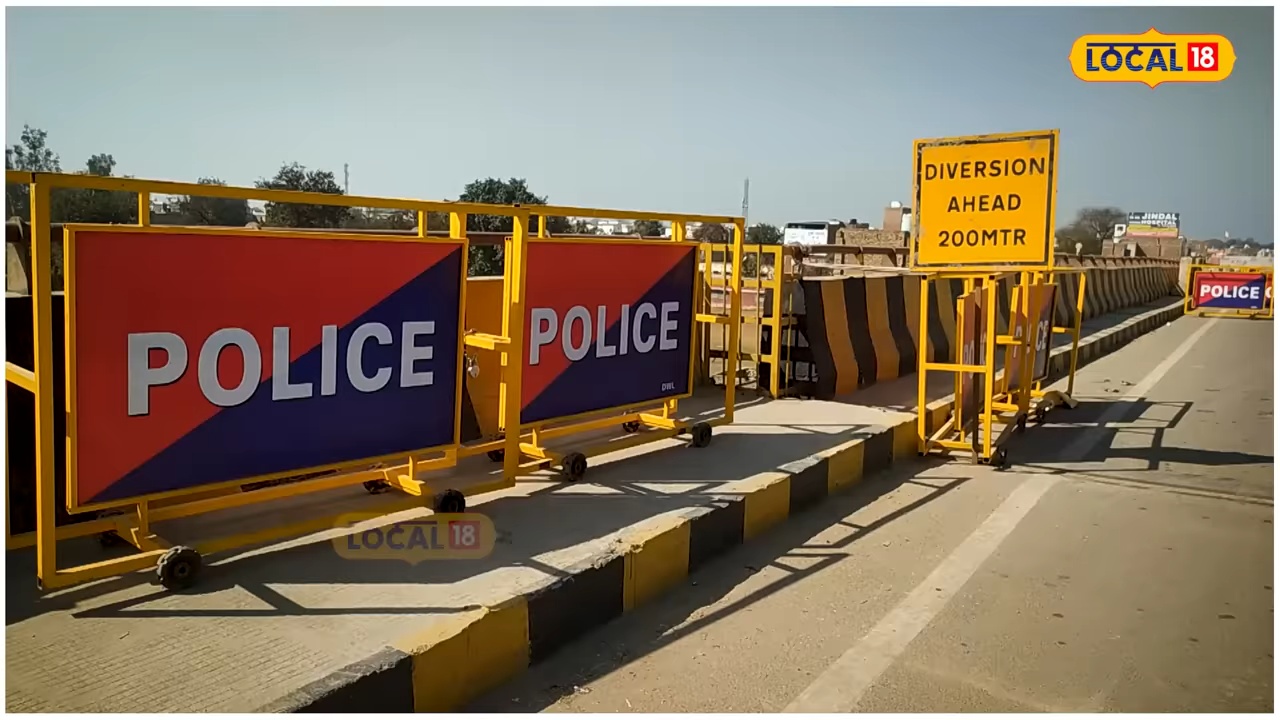 LOCAL 18
DIVERSION
AHEAD
200MTR
JINDAL
HOSPITAL
POLICE
POLICE
POLICE
DWL
LOCAL 18